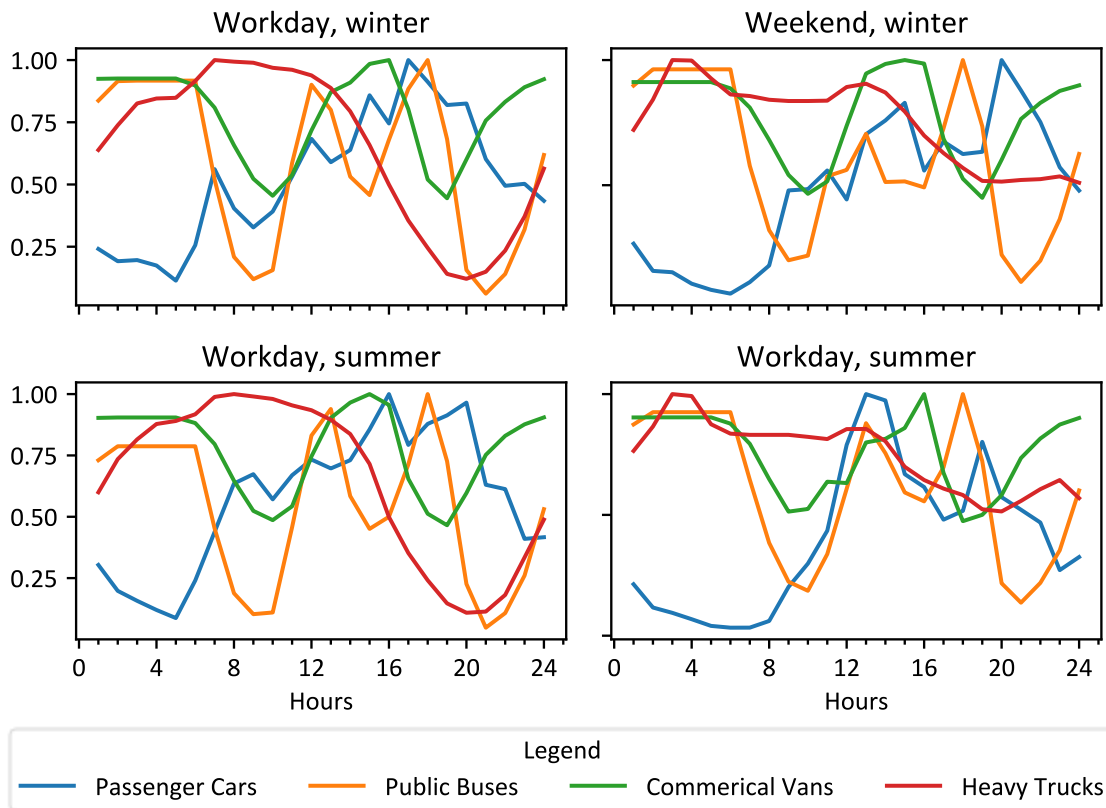 Workday, winter Weekend, winter
1.00
0.75
0.50
0.25
Workday, summer Workday, summer
1.00
0.75
0.50
0.25
0 4 8 12 16 20 24 0 4 8 12 16 20 24
Hours Hours
Legend
Passenger Cars Public Buses Commerical Vans Heavy Trucks